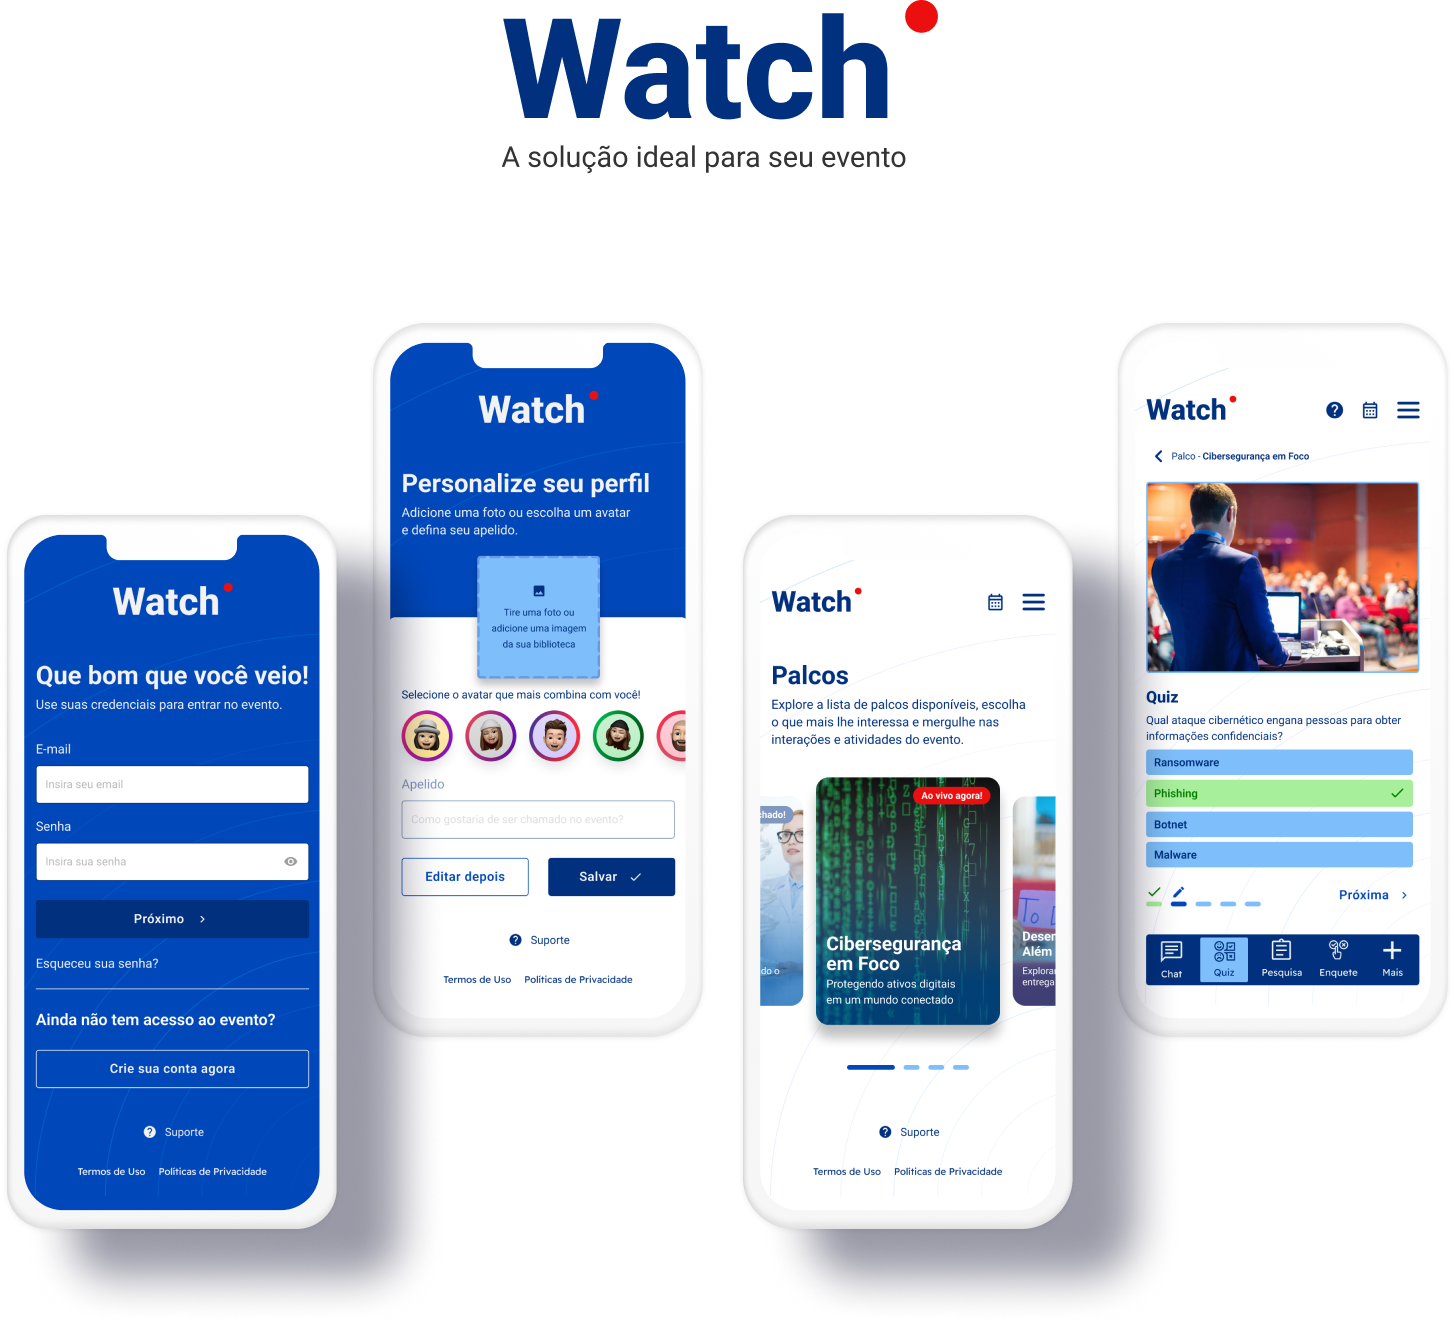 Watch
A solução ideal para seu evento
Watch
Que bom que você veio!
Use suas credenciais para entrar no evento.
E-mail
Insira seu email
Senha
Insira sua senha
Próximo
Esqueceu sua senha?
Ainda não tem acesso ao evento?
Crie sua conta agora
Suporte
Termos de Uso Politicas de Privacidade
Watch
Personalize seu perfil
Adicione uma foto ou escolha um avatar
e defina seu apelido.
Tire uma foto ou
adicione uma imagem
da sua biblioteca
Selecione o avatar que mais combina com você!
Apelido
Como gostaria de ser chamado no evento?
Editar depois Salvar
Suporte
Termos de Uso Politicas de Privacidade
Watch
Palcos
Explore a lista de palcos disponíveis, escolha
o que mais lhe interessa e mergulhe nas
interações e atividades do evento.
chado!
do o
Ao vivo agora!
Cibersegurança
em Foco
Protegendo ativos digitais
em um mundo conectado
Desen
Além
Explorar
entrega
Suporte
Termos de Uso Politicas de Privacidade
Watch
Palco - Cibersegurança em Foco
Quiz
Qual ataque cibernético engana pessoas para obter
informações confidenciais?
Ransomware
Phishing
Botnet
Malware
Próxima
Chat Quiz Pesquisa Enquete Mais